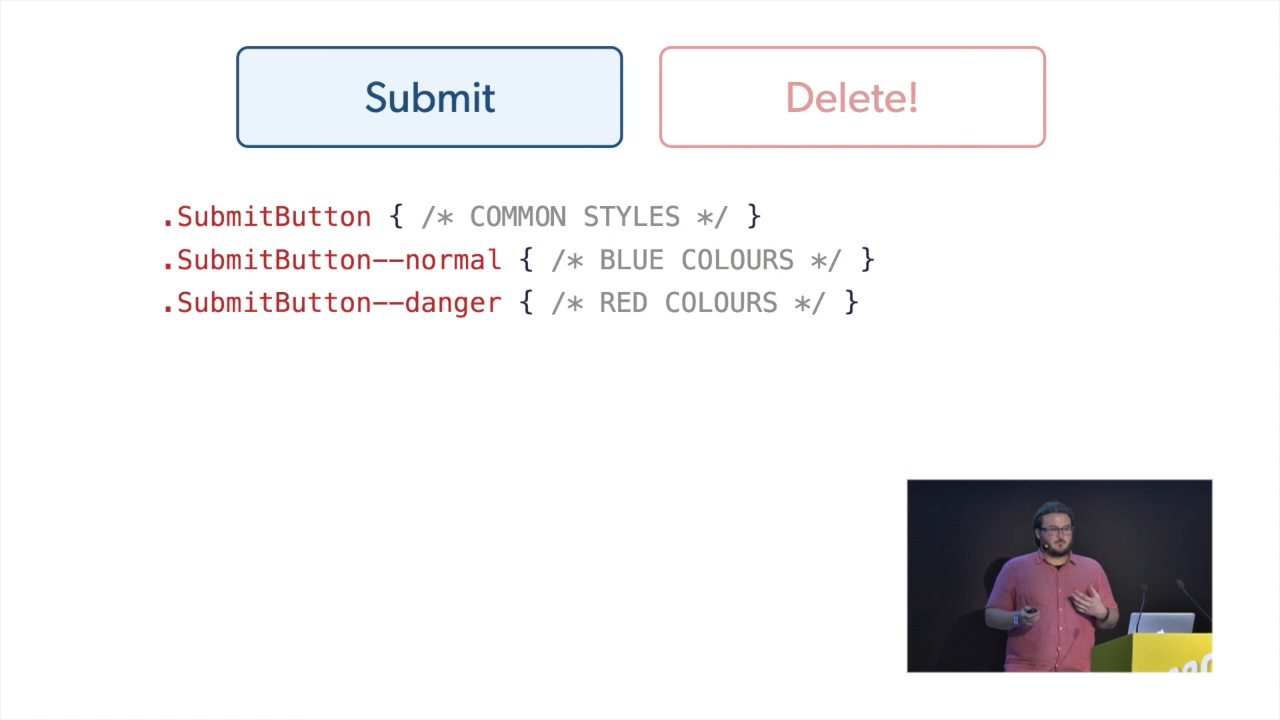 Submit
Delete!
.SubmitButton { /* COMMON STYLES */ }
.SubmitButton--normal { /* BLUE COLOURS */ }
.SubmitButton--danger { /* RED COLOURS */ }